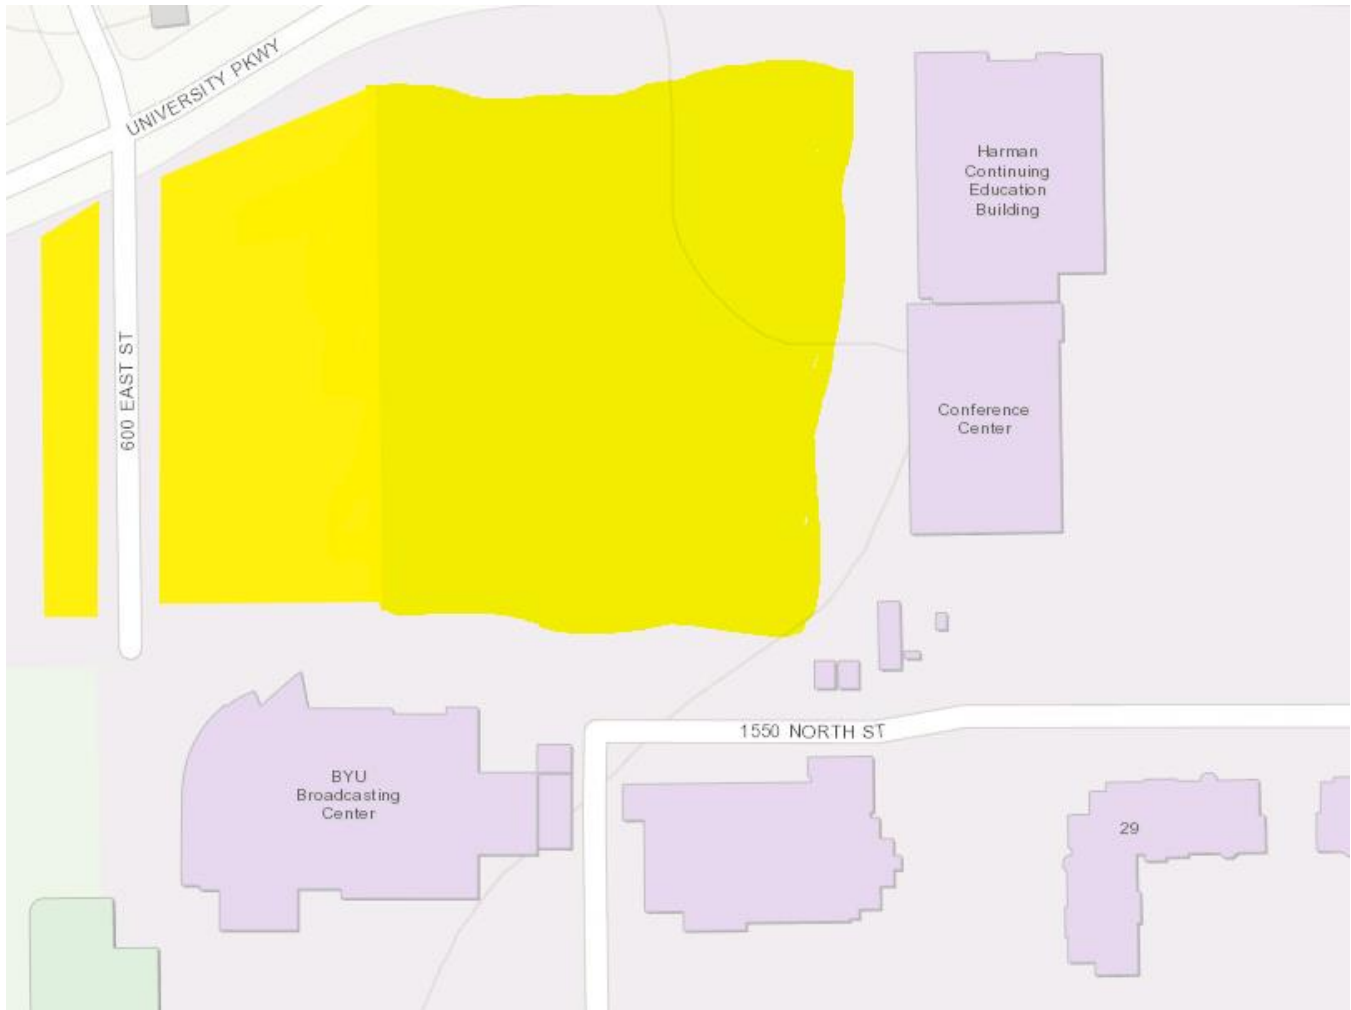 UNIVERSITY PKWY
Harman
Continuing
Education
Building
600 EAST ST
Conference
Center
1550 NORTH ST
BYU
Broadcasting
Center
29